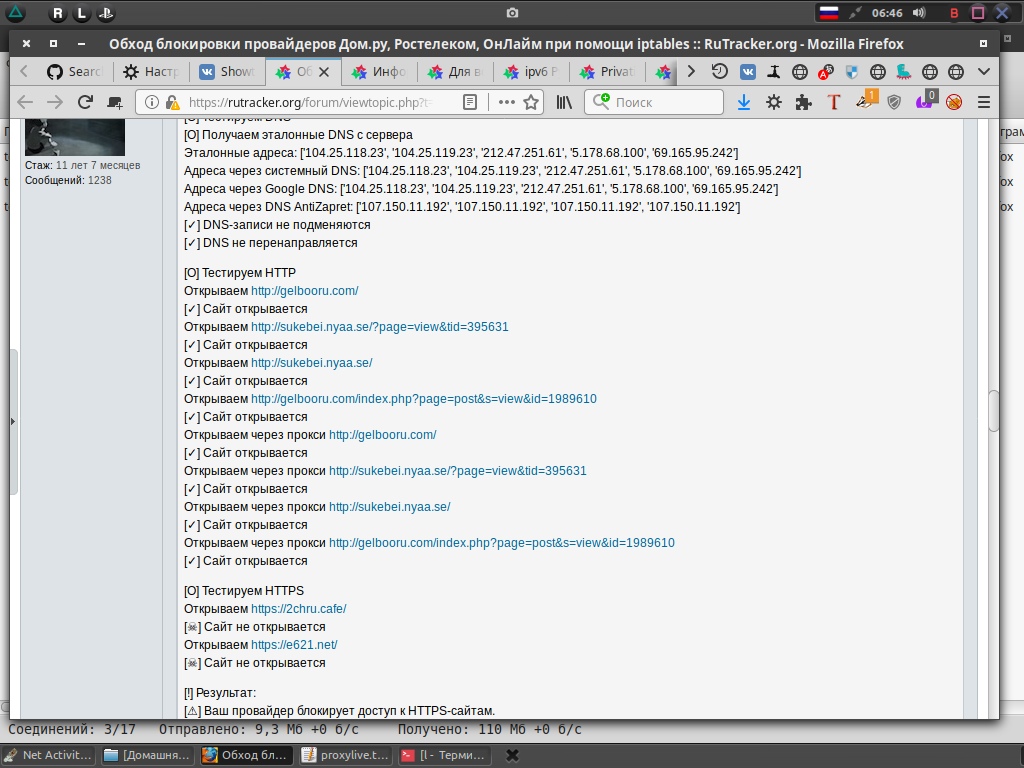 R L 06:46 B
Обход блокировки провайдеров Дом.ру, Ростелеком, ОнЛайм при помощи iptables :: RuTracker.org - Mozilla Firefox
Searc Настр Show Об Инфо Для в ipv6 P Privat
https://rutracker.org/forum/viewtopic.php?t Поиск 1 0
[O] Получаем эталонные DNS с сервера
Стаж: 11 лет 7 месяцев
Сообщений: 1238
Эталонные адреса: ['104.25.118.23', '104.25.119.23', '212.47.251.61', '5.178.68.100', '69.165.95.242']
Адреса через системный DNS: ['104.25.118.23', '104.25.119.23', '212.47.251.61', '5.178.68.100', '69.165.95.242']
Адреса через Google DNS: ['104.25.118.23', '104.25.119.23', '212.47.251.61', '5.178.68.100', '69.165.95.242']
Адреса через DNS AntiZapret: ['107.150.11.192', '107.150.11.192', '107.150.11.192', '107.150.11.192']
[✓] DNS-записи не подменяются
[✓] DNS не перенаправляется
[O] Тестируем HTTP
Открываем http://gelbooru.com/
[✓] Сайт открывается
Открываем http://sukebei.nyaa.se/?page=view&tid=395631
[✓] Сайт открывается
Открываем http://sukebei.nyaa.se/
[✓] Сайт открывается
Открываем http://gelbooru.com/index.php?page=post&s=view&id=1989610
[✓] Сайт открывается
Открываем через прокси http://gelbooru.com/
[✓] Сайт открывается
Открываем через прокси http://sukebei.nyaa.se/?page=view&tid=395631
[✓] Сайт открывается
Открываем через прокси http://sukebei.nyaa.se/
[✓] Сайт открывается
Открываем через прокси http://gelbooru.com/index.php?page=post&s=view&id=1989610
[✓] Сайт открывается
[O] Тестируем HTTPS
Открываем https://2chru.cafe/
[☠] Сайт не открывается
Открываем https://e621.net/
[☠] Сайт не открывается
[!] Результат:
[⚠] Ваш провайдер блокирует доступ к HTTPS-сайтам.
Соединений: 3/17 Отправлено: 9,3 Мб +0 б/с Получено: 110 Мб +0 б/с
Net Activit... [Домашня... Обход бл... proxylive.t... [l - Терми...